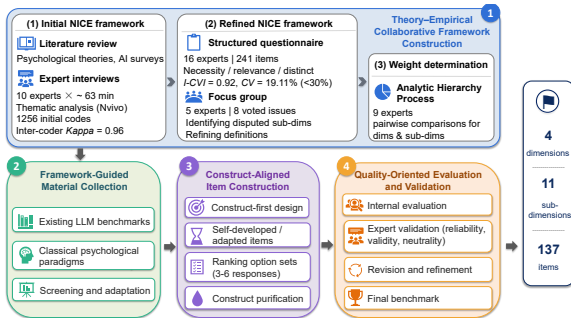 (1) Initial NICE framework
Literature review
Psychological theories, AI surveys
Expert interviews
10 experts × ~ 63 min
Thematic analysis (Nvivo)
1256 initial codes
Inter-coder Kappa = 0.96
(2) Refined NICE framework
Structured questionnaire
16 experts | 241 items
Necessity / relevance / distinct
I-CVI = 0.92, CV = 19.11% (<30%)
Focus group
5 experts | 8 voted issues
Identifying disputed sub-dims
Refining definitions
1
Theory–Empirical
Collaborative Framework
Construction
(3) Weight determination
Analytic Hierarchy
Process
9 experts
pairwise comparisons for
dims & sub-dims
2
Framework-Guided
Material Collection
Existing LLM benchmarks
Classical psychological
paradigms
Screening and adaptation
3
Construct-Aligned
Item Construction
Construct-first design
Self-developed /
adapted items
Ranking option sets
(3-6 responses)
Construct purification
4
Quality-Oriented Evaluation
and Validation
Internal evaluation
Expert validation (reliability,
validity, neutrality)
Revision and refinement
Final benchmark
4
dimensions
11
sub-
dimensions
137
items